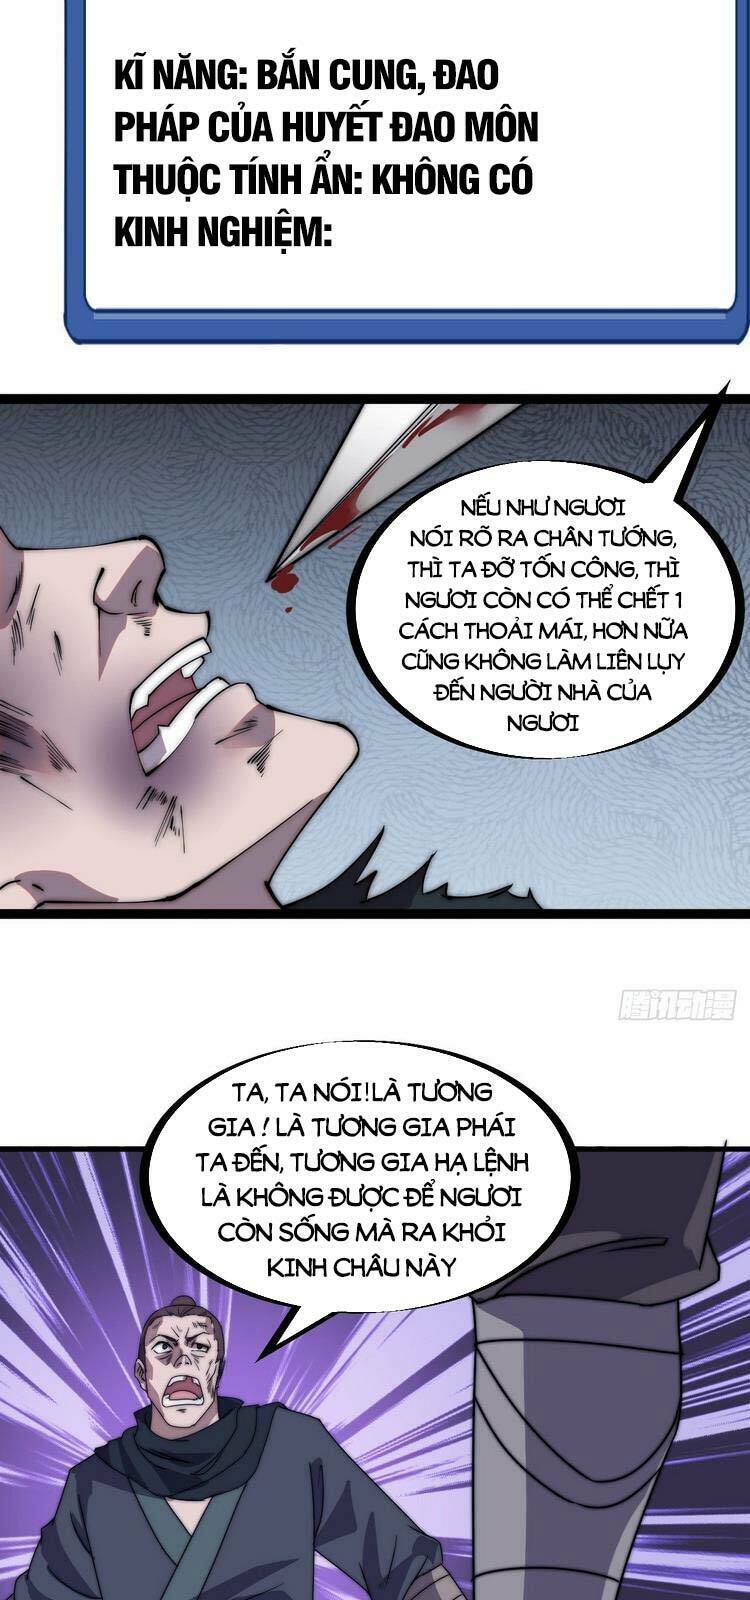 KĨ NĂNG: BẮN CUNG, ĐAO
PHÁP CỦA HUYẾT ĐAO MÔN
THUỘC TÍNH ẨN: KHÔNG CÓ
KINH NGHIỆM:
NẾU NHƯ NGƯƠI
NÓI RÕ RA CHÂN TƯỚNG,
THÌ TA ĐỠ TỐN CÔNG, THÌ
NGƯƠI CÒN CÓ THỂ CHẾT 1
CÁCH THOẢI MÁI, HƠN NỮA
CŨNG KHÔNG LÀM LIÊN LỤY
ĐẾN NGƯỜI NHÀ CỦA
NGƯƠI
腾讯动漫
TA, TA NÓI!LÀ TƯƠNG
GIA! LÀ TƯƠNG GIA PHÁI
TA ĐẾN, TƯƠNG GIA HẠ LỆNH
LÀ KHÔNG ĐƯỢC ĐỂ NGƯƠI
CÒN SỐNG MÀ RA KHỎI
KINH CHÂU NÀY